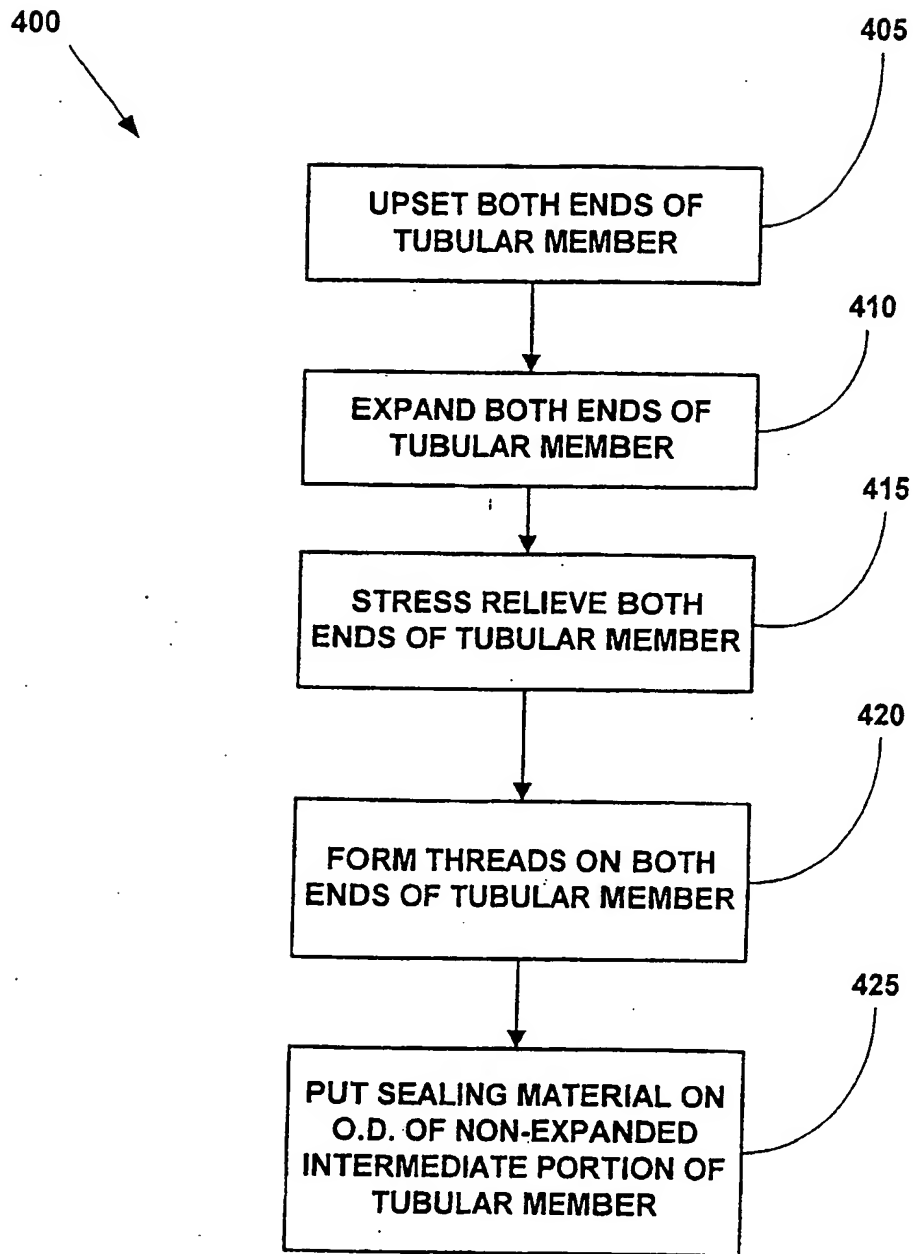 400
405
UPSET BOTH ENDS OF
TUBULAR MEMBER
410
EXPAND BOTH ENDS OF
TUBULAR MEMBER
415
STRESS RELIEVE BOTH
ENDS OF TUBULAR MEMBER
420
FORM THREADS ON BOTH
ENDS OF TUBULAR MEMBER
425
PUT SEALING MATERIAL ON
O.D. OF NON-EXPANDED
INTERMEDIATE PORTION OF
TUBULAR MEMBER